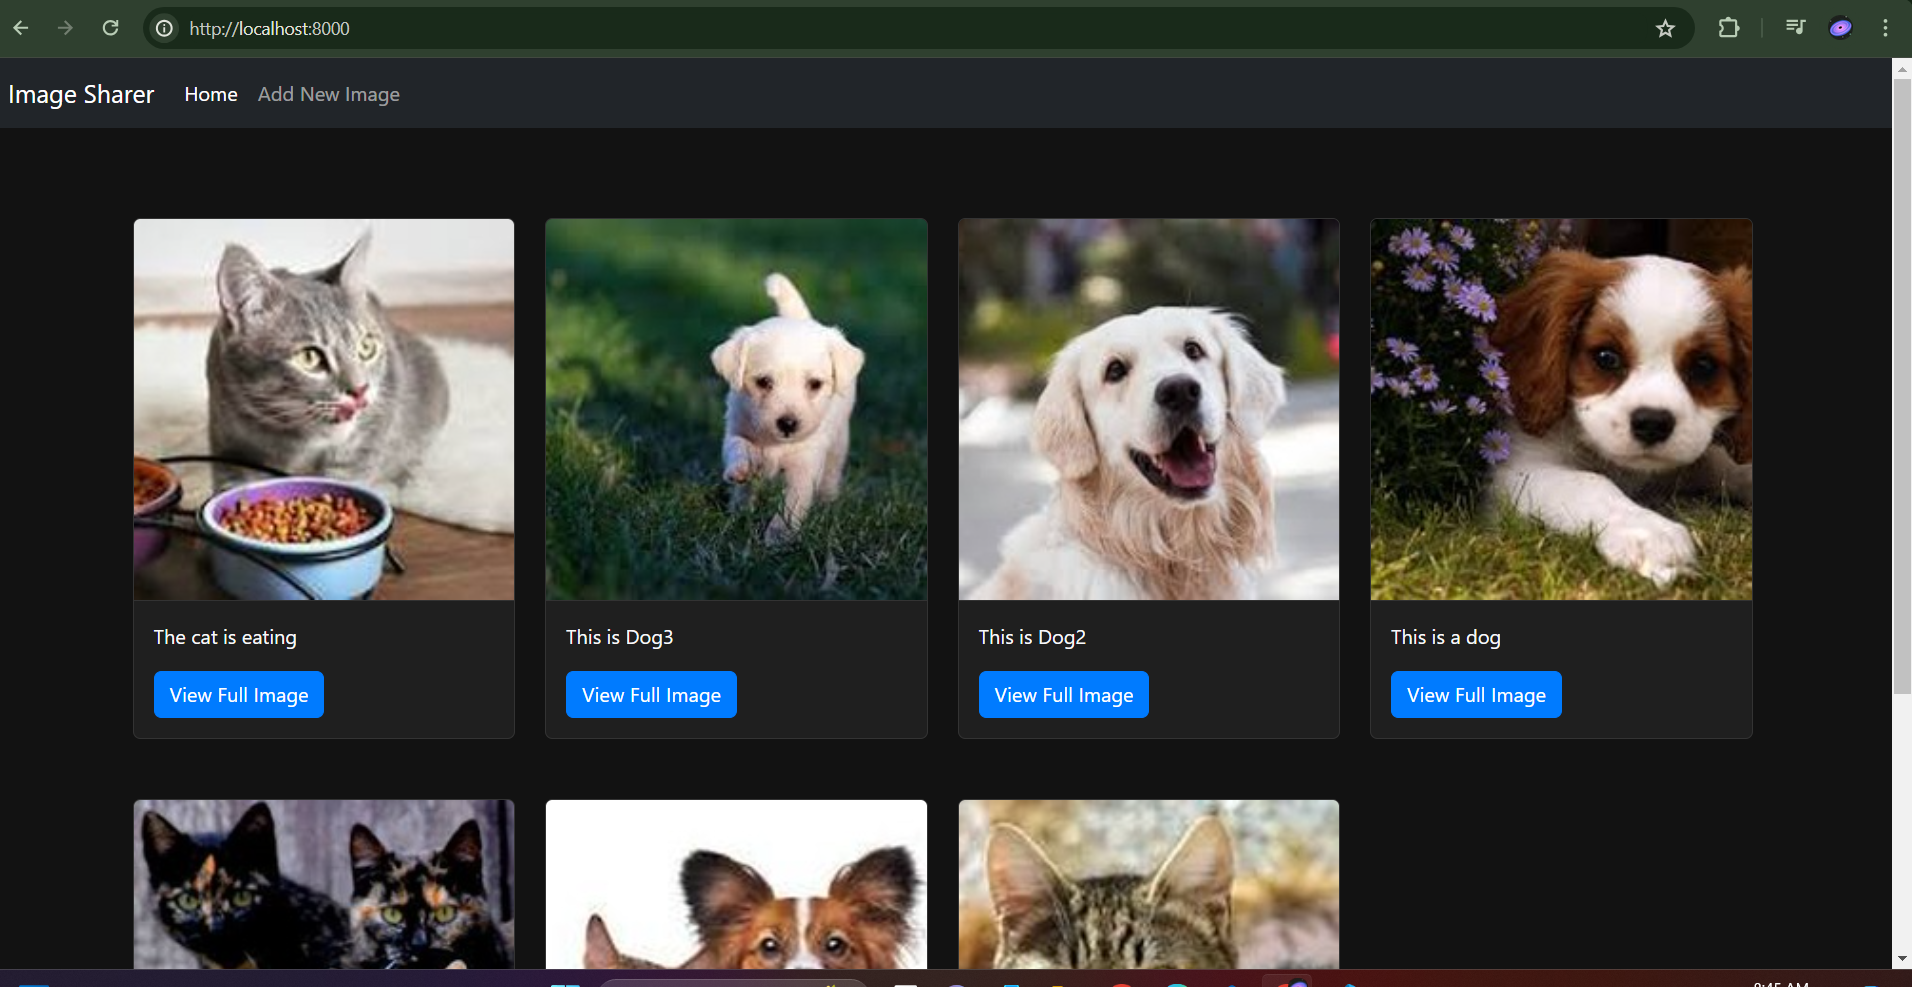 http://localhost:8000
Image Sharer Home Add New Image
The cat is eating
This is Dog3
This is Dog2
This is a dog
View Full Image
View Full Image
View Full Image
View Full Image